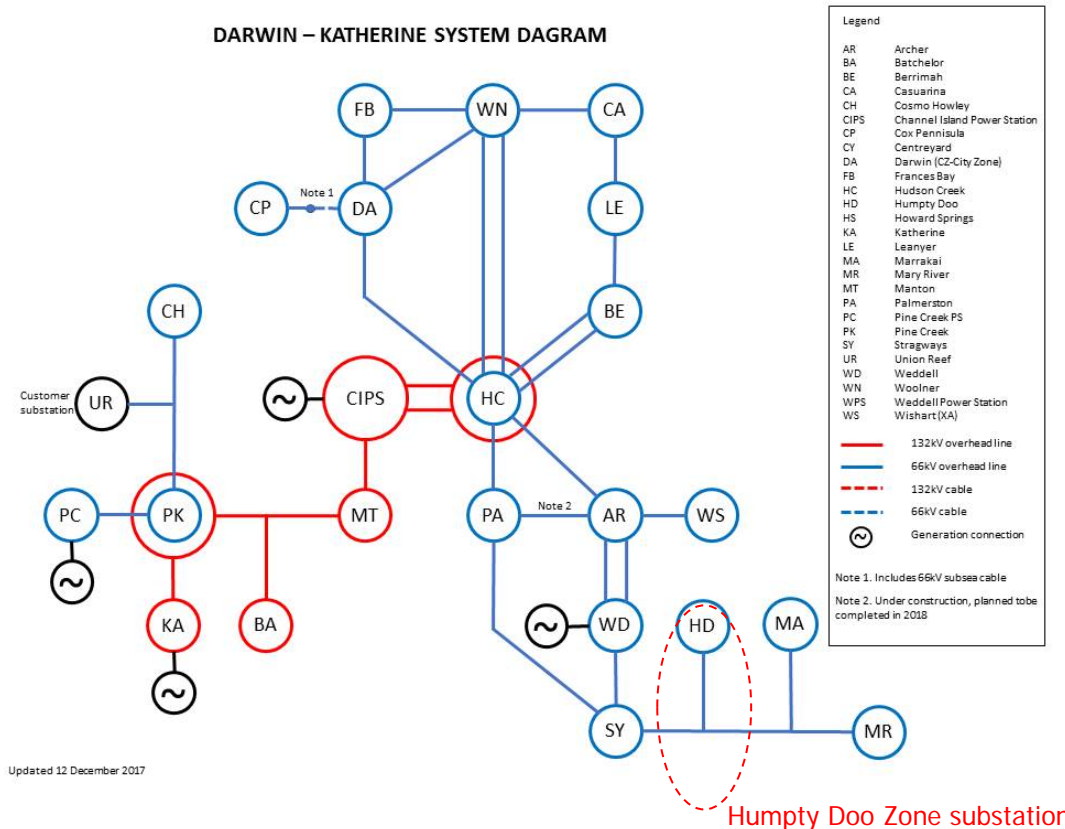 DARWIN – KATHERINE SYSTEM DAGRAM
FB
WN
CA
Note 1
CP
DA
LE
CH
BE
Customer
substation
UR
CIPS
HC
PC
PK
MT
PA
Note 2
AR
WS
KA
BA
WD
HD
MA
SY
MR
Updated 12 December 2017
Humpty Doo Zone substation
Legend
AR Archer
BA Batchelor
BE Berrimah
CA Casuarina
CH Cosmo Howley
CIPS Channel Island Power Station
CP Cox Pennisula
CY Centreyard
DA Darwin (CZ-City Zone)
FB Frances Bay
HC Hudson Creek
HD Humpty Doo
HS Howard Springs
KA Katherine
LE Leanyer
MA Marrakai
MR Mary River
MT Manton
PA Palmerston
PC Pine Creek PS
PK Pine Creek
SY Stragways
UR Union Reef
WD Weddell
WN Woolner
WPS Weddell Power Station
WS Wishart (XA)
132kV overhead line
66kV overhead line
132kV cable
66kV cable
Generation connection
Note 1. Includes 66kV subsea cable
Note 2. Under construction, planned tobe
completed in 2018